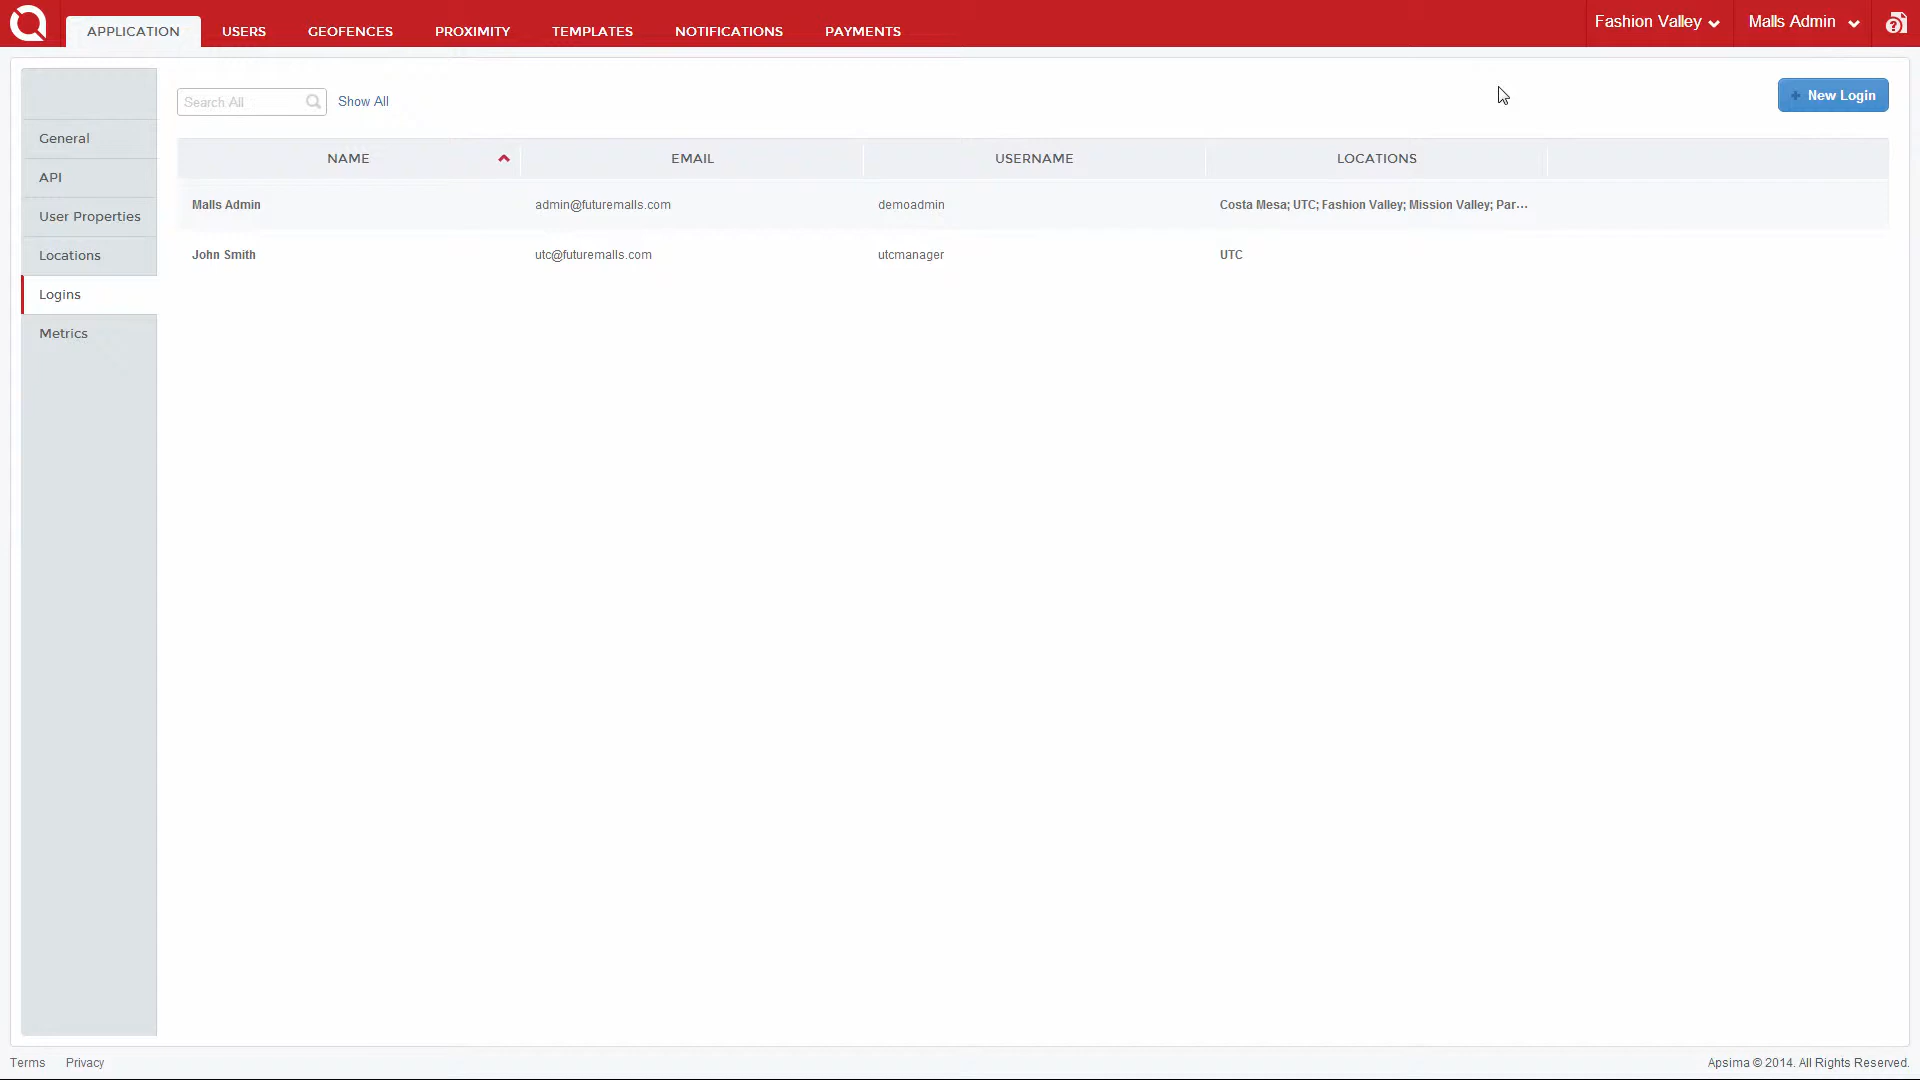 APPLICATION USERS GEOFENCES PROXIMITY TEMPLATES NOTIFICATIONS PAYMENTS Fashion Valley Malls Admin
Search All Show All + New Login
General
API
User Properties
Locations
Logins
Metrics
NAME EMAIL USERNAME LOCATIONS
Malls Admin admin@futuremalls.com demoadmin Costa Mesa; UTC; Fashion Valley; Mission Valley; Par...
John Smith utc@futuremalls.com utcmanager UTC
Terms Privacy Apsima © 2014. All Rights Reserved.